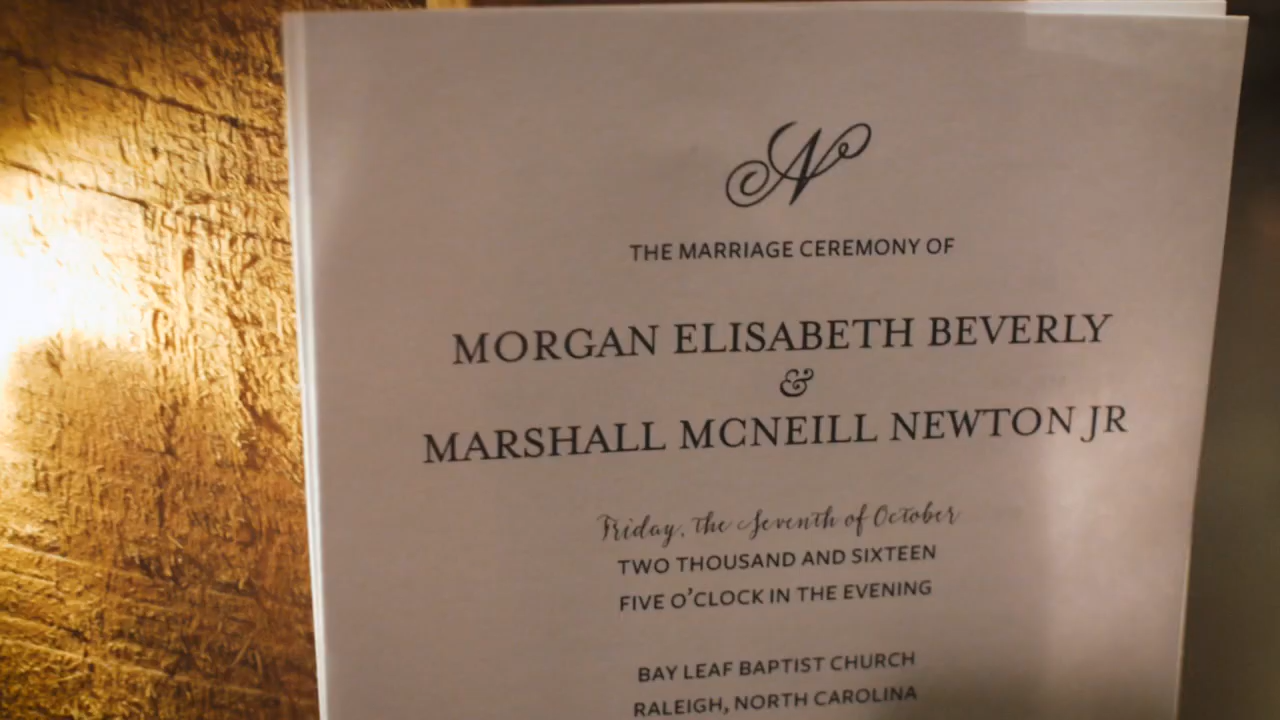 N
THE MARRIAGE CEREMONY OF
MORGAN ELISABETH BEVERLY
&
MARSHALL MCNEILL NEWTON JR
Friday, the Seventh of October
TWO THOUSAND AND SIXTEEN
FIVE O'CLOCK IN THE EVENING
BAY LEAF BAPTIST CHURCH
RALEIGH, NORTH CAROLINA